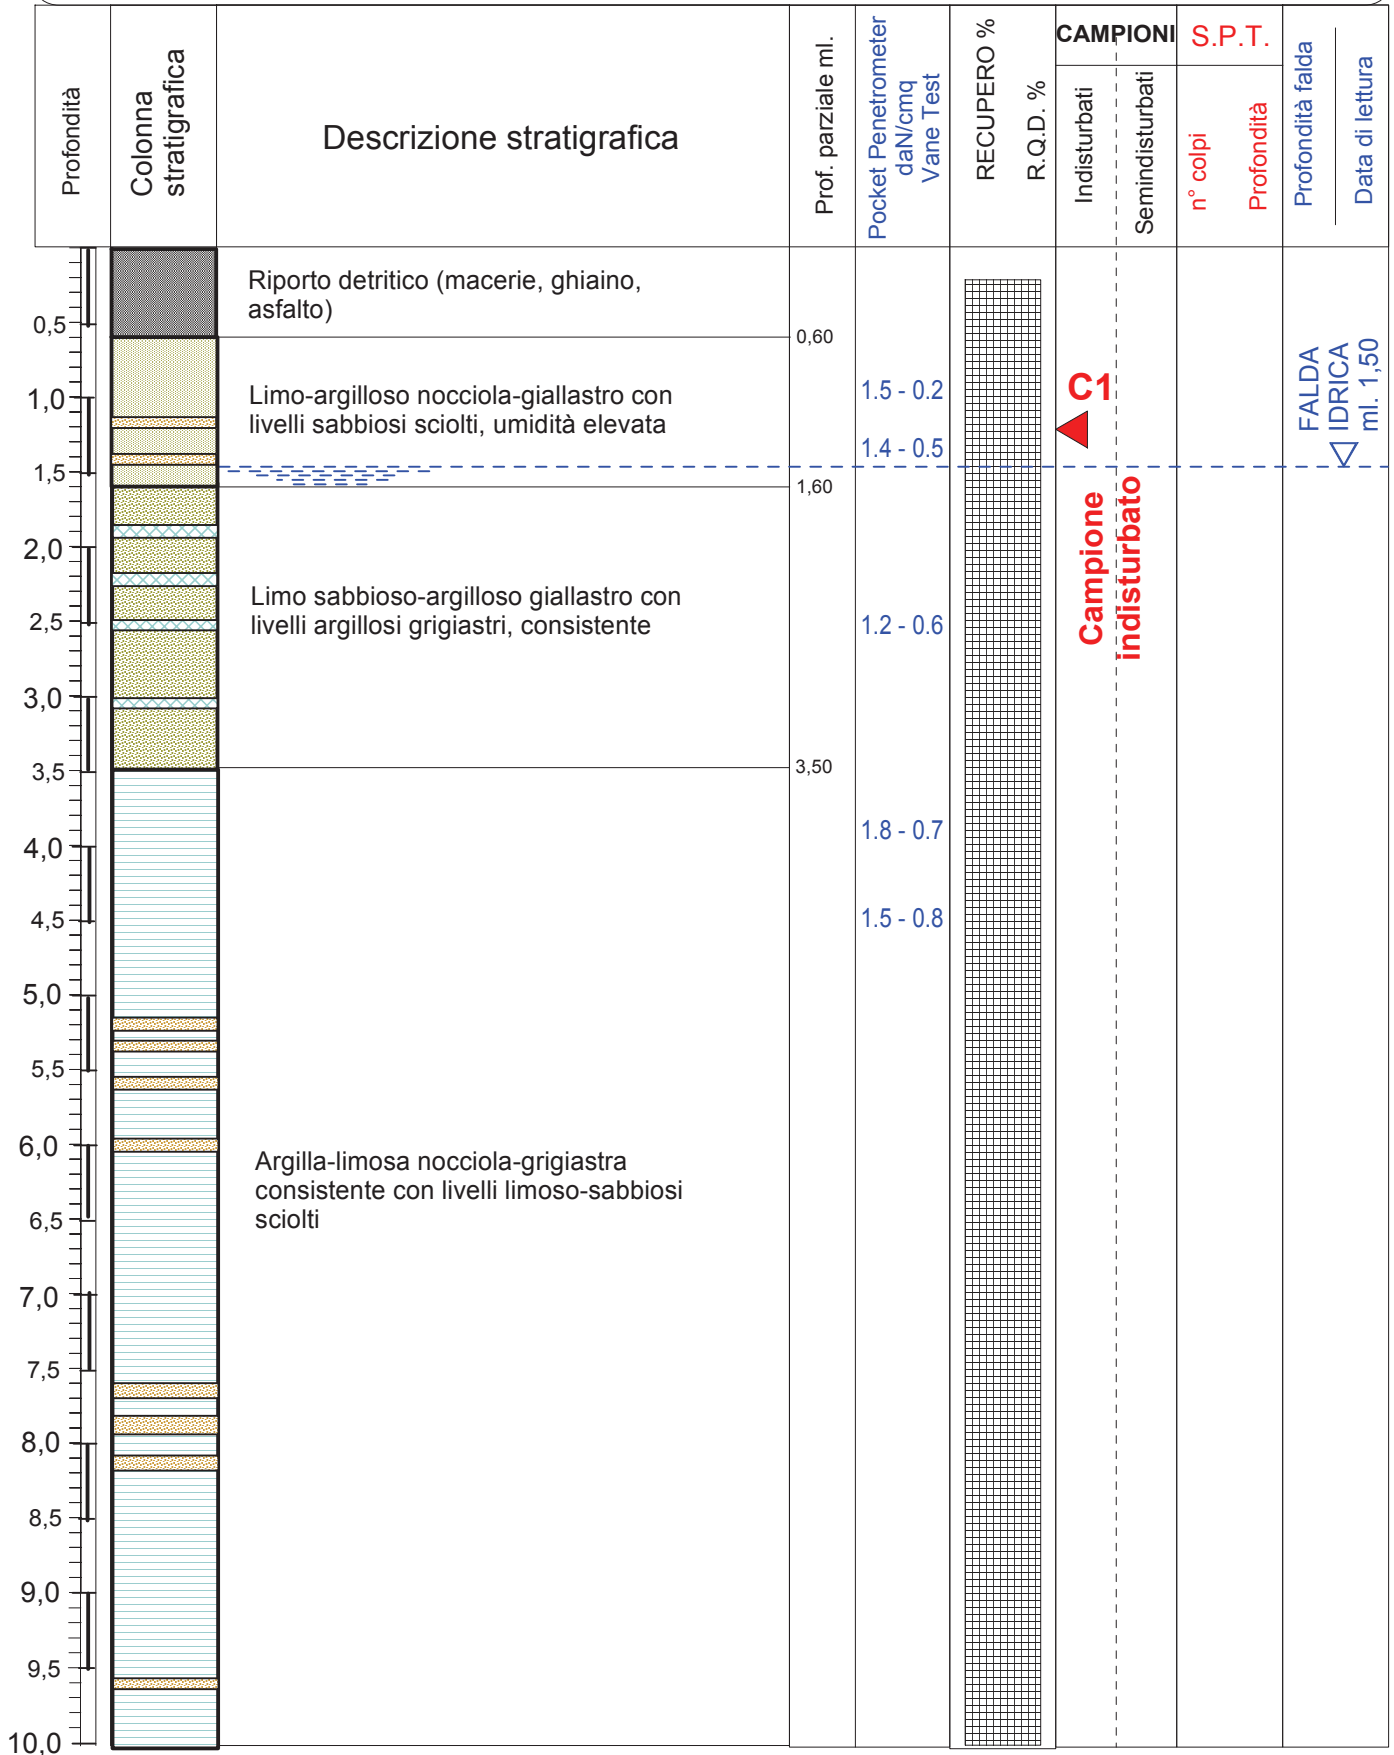 Profondità
Colonna
stratigrafica
Descrizione stratigrafica
Prof. parziale ml.
Pocket Penetrometer
daN/cmq
Vane Test
RECUPERO %
R.Q.D. %
CAMPIONI
Indisturbati
Semindisturbati
S.P.T.
n° colpi
Profondità
Profondità falda
Data di lettura
Riporto detritico (macerie, ghiaino,
asfalto)
0,5
0,60
1,0
Limo-argilloso nocciola-giallastro con
livelli sabbiosi sciolti, umidità elevata
1.5 - 0.2
1.4 - 0.5
C1
FALDA
IDRICA
ml. 1,50
1,5
1,60
Campione
indisturbato
2,0
Limo sabbioso-argilloso giallastro con
livelli argillosi grigiastri, consistente
2,5
1.2 - 0.6
3,0
3,5
3,50
1.8 - 0.7
4,0
4,5
1.5 - 0.8
5,0
5,5
6,0
Argilla-limosa nocciola-grigiastra
consistente con livelli limoso-sabbiosi
sciolti
6,5
7,0
7,5
8,0
8,5
9,0
9,5
10,0